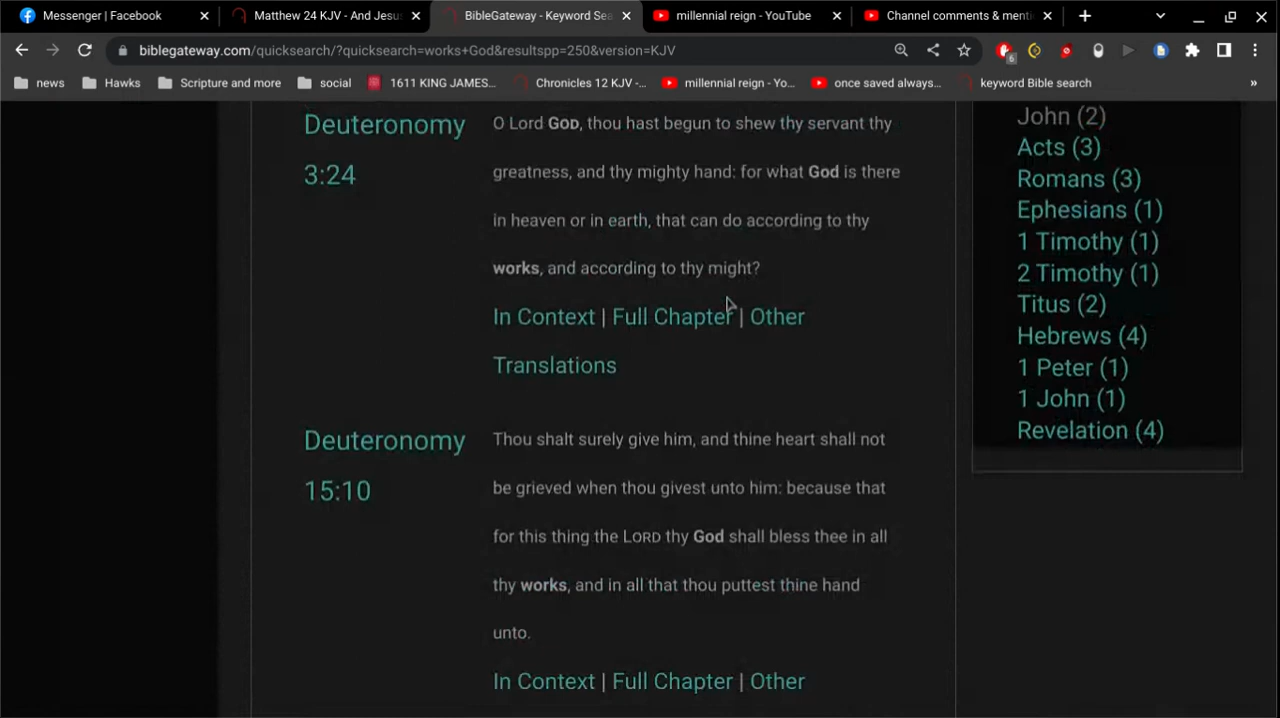 Messenger | Facebook
Matthew 24 KJV - And Jesus
BibleGateway - Keyword Sea
millennial reign - YouTube
Channel comments & menti
biblegateway.com/quicksearch/?quicksearch=works+God&resultspp=250&version=KJV
6
news
Hawks
Scripture and more
social
1611 KING JAMES...
Chronicles 12 KJV -...
millennial reign - Yo...
once saved always...
keyword Bible search
»
Deuteronomy
3:24
O Lord GOD, thou hast begun to shew thy servant thy
greatness, and thy mighty hand: for what God is there
in heaven or in earth, that can do according to thy
works, and according to thy might?
In Context | Full Chapter | Other
Translations
Deuteronomy
15:10
Thou shalt surely give him, and thine heart shall not
be grieved when thou givest unto him: because that
for this thing the LORD thy God shall bless thee in all
thy works, and in all that thou puttest thine hand
unto.
In Context | Full Chapter | Other
John (2)
Acts (3)
Romans (3)
Ephesians (1)
1 Timothy (1)
2 Timothy (1)
Titus (2)
Hebrews (4)
1 Peter (1)
1 John (1)
Revelation (4)